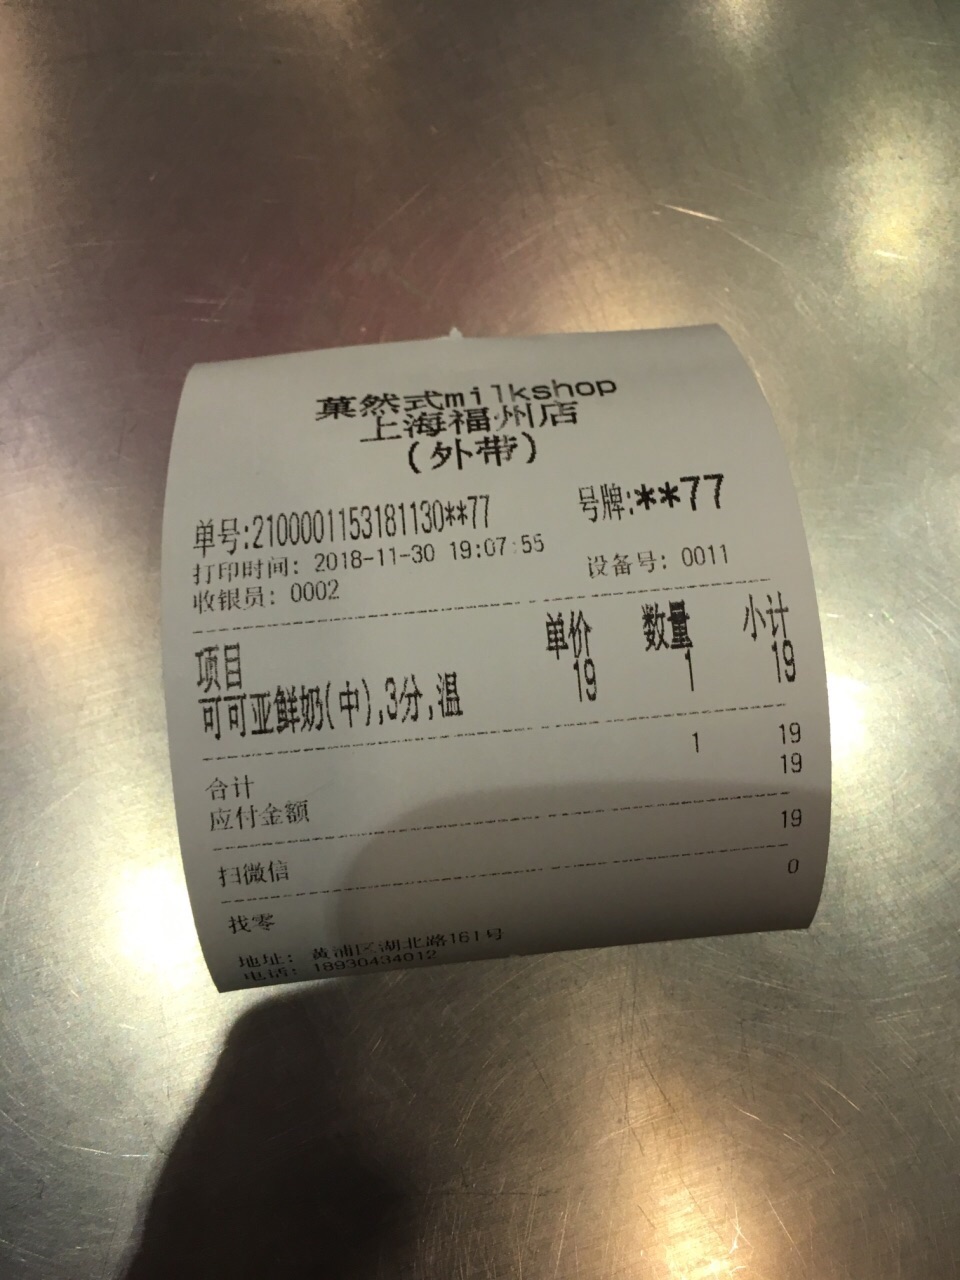 菓然式milkshop
上海福州店
(外带)
单号:2100001153181130**77 号牌:**77
打印时间: 2018-11-30 19:07:55
收银员: 0002 设备号: 0011
项目 单价 数量 小计
可可亚鲜奶(中),3分,温 19 1 19
合计 1 19
应付金额 19
扫微信 19
找零 0
地址: 黄浦区湖北路161号
电话: 18930434012